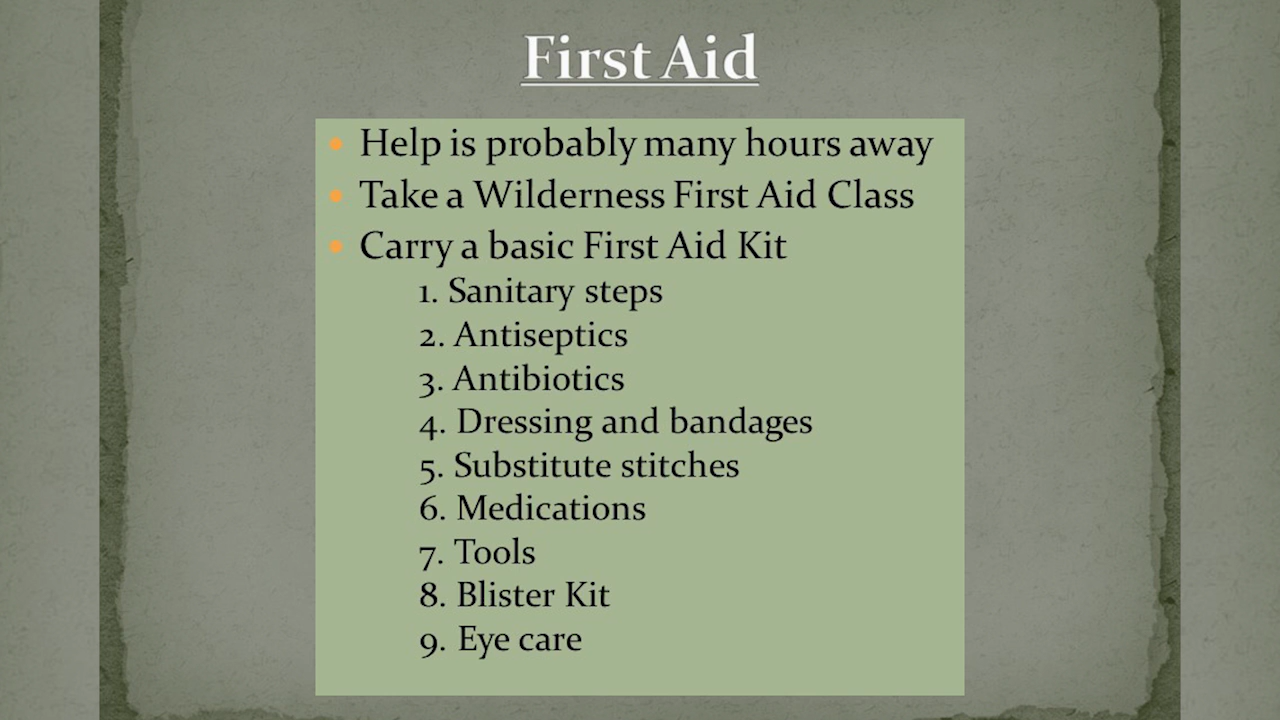 First Aid
• Help is probably many hours away
• Take a Wilderness First Aid Class
• Carry a basic First Aid Kit
1. Sanitary steps
2. Antiseptics
3. Antibiotics
4. Dressing and bandages
5. Substitute stitches
6. Medications
7. Tools
8. Blister Kit
9. Eye care